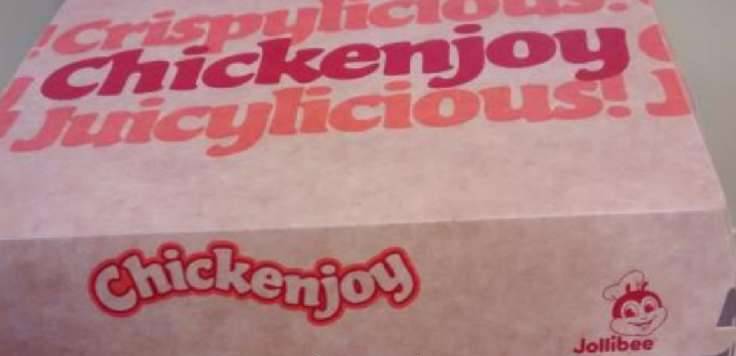 ! Crispylicious!
Chickenjoy
Juicylicious! J
Chickenjoy
Jollibee